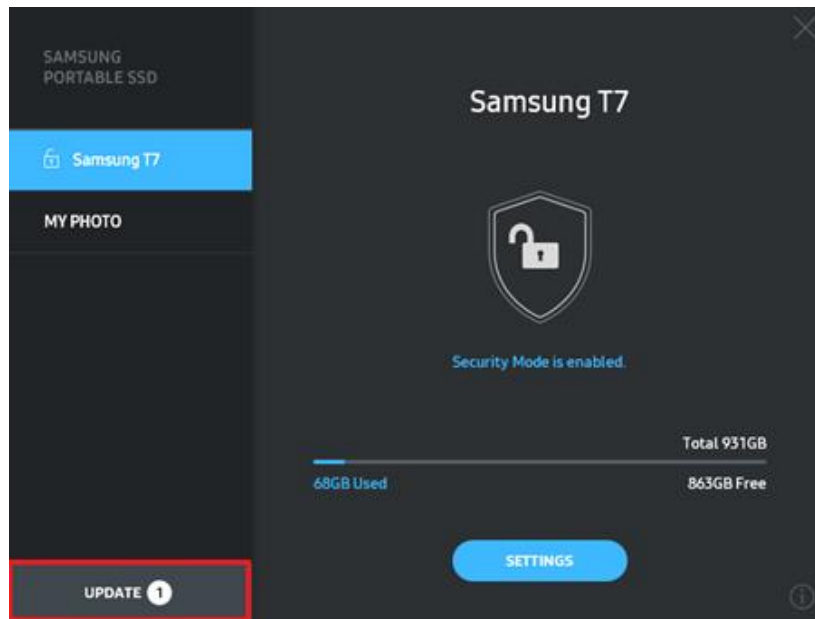 SAMSUNG
PORTABLE SSD
Samsung T7
MY PHOTO
UPDATE 1
Samsung T7
Security Mode is enabled.
Total 931GB
68GB Used
863GB Free
SETTINGS